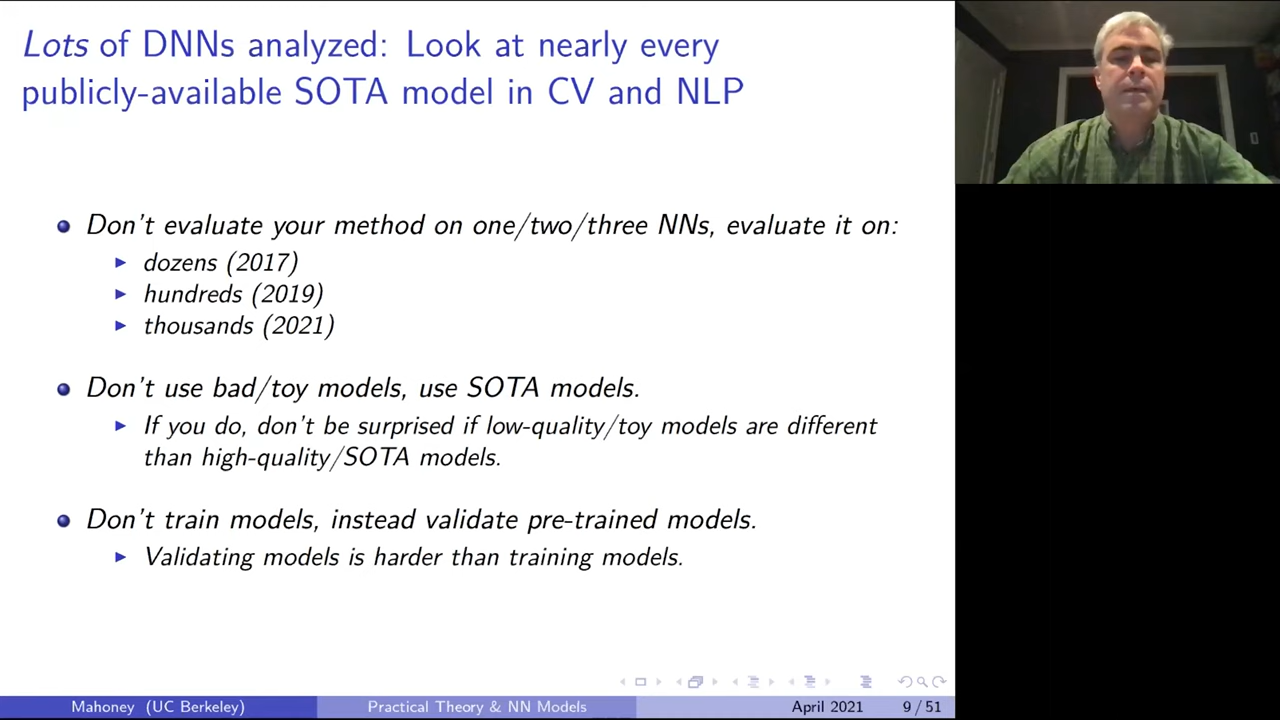 Lots of DNNs analyzed: Look at nearly every
publicly-available SOTA model in CV and NLP
Don't evaluate your method on one/two/three NNs, evaluate it on:
dozens (2017)
hundreds (2019)
thousands (2021)
Don't use bad/toy models, use SOTA models.
If you do, don't be surprised if low-quality/toy models are different
than high-quality/SOTA models.
Don't train models, instead validate pre-trained models.
Validating models is harder than training models.
Mahoney (UC Berkeley) Practical Theory & NN Models April 2021 9 / 51